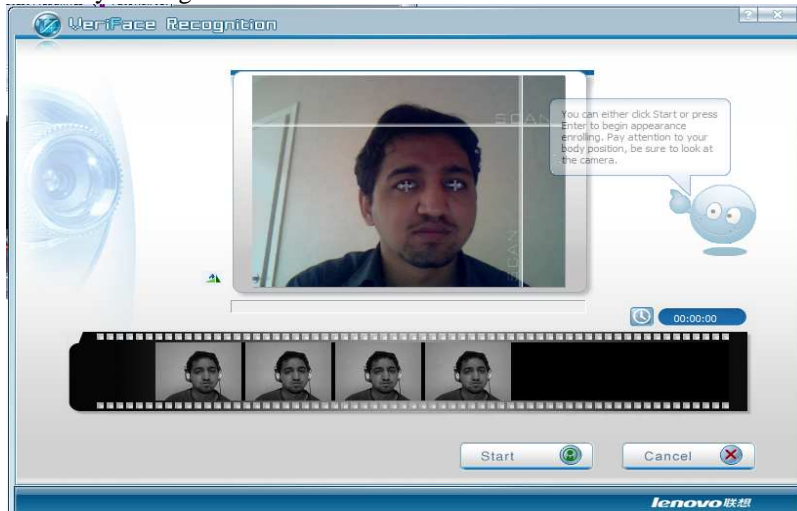 VeriFace Recognition
SCAN
SCAN
You can either click Start or press
Enter to begin appearance
enrolling. Pay attention to your
body position, be sure to look at
the camera.
00:00:00
Start
Cancel
lenovo联想